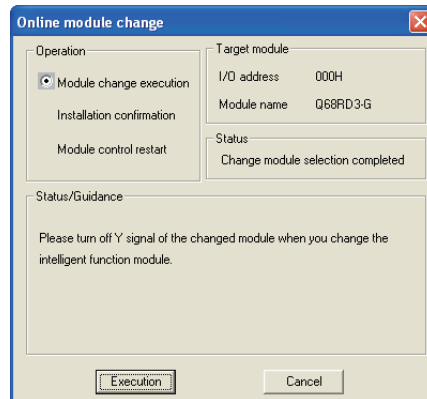 Online module change
Operation
Module change execution
Installation confirmation
Module control restart
Target module
I/O address 000H
Module name Q68RD3-G
Status
Change module selection completed
Status/Guidance
Please turn off Y signal of the changed module when you change the
intelligent function module.
Execution
Cancel